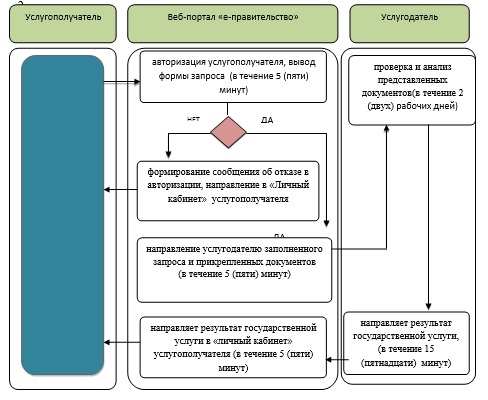 Услугополучатель
Веб-портал «е-правительство»
Услугодатель
авторизация услугополучателя, вывод
формы запроса (в течение 5 (пяти)
минут)
НЕТ
ДА
формирование сообщения об отказе в
авторизации, направление в «Личный
кабинет» услугополучателя
направление услугодателю заполненного
запроса и прикрепленных документов
(в течение 5 (пяти) минут)
направляет результат государственной
услуги в «личный кабинет»
услугополучателя (в течение 5 (пяти)
минут)
проверка и анализ
представленных
документов(в течение 2
(двух) рабочих дней)
направляет результат
государственной услуги,
(в течение 15
(пятнадцати) минут)